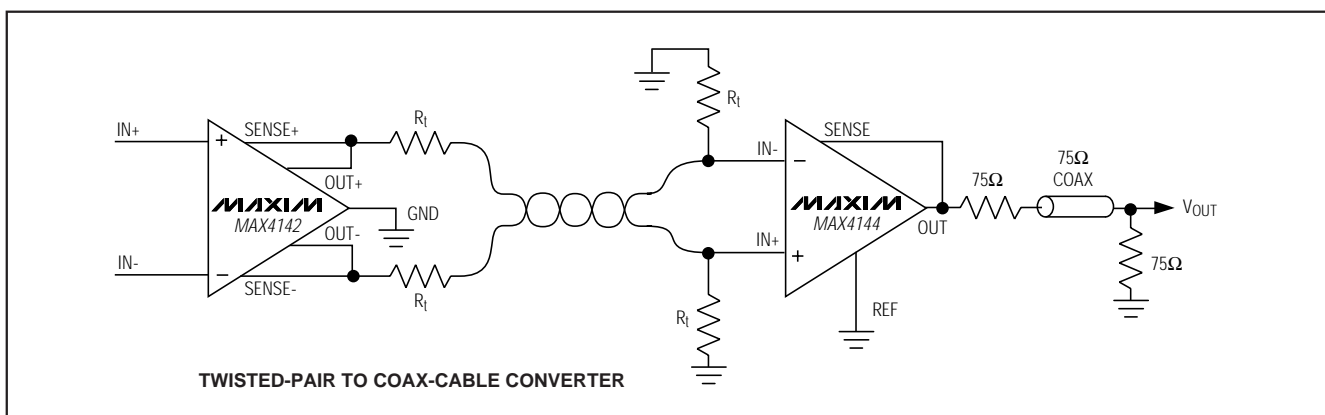 IN+
SENSE+
OUT+
MAXIM
MAX4142
GND
OUT-
IN-
SENSE-
Rt
Rt
Rt
IN-
SENSE
MAXIM
MAX4144
IN+
OUT
Rt
REF
75Ω
75Ω
COAX
VOUT
75Ω
TWISTED-PAIR TO COAX-CABLE CONVERTER